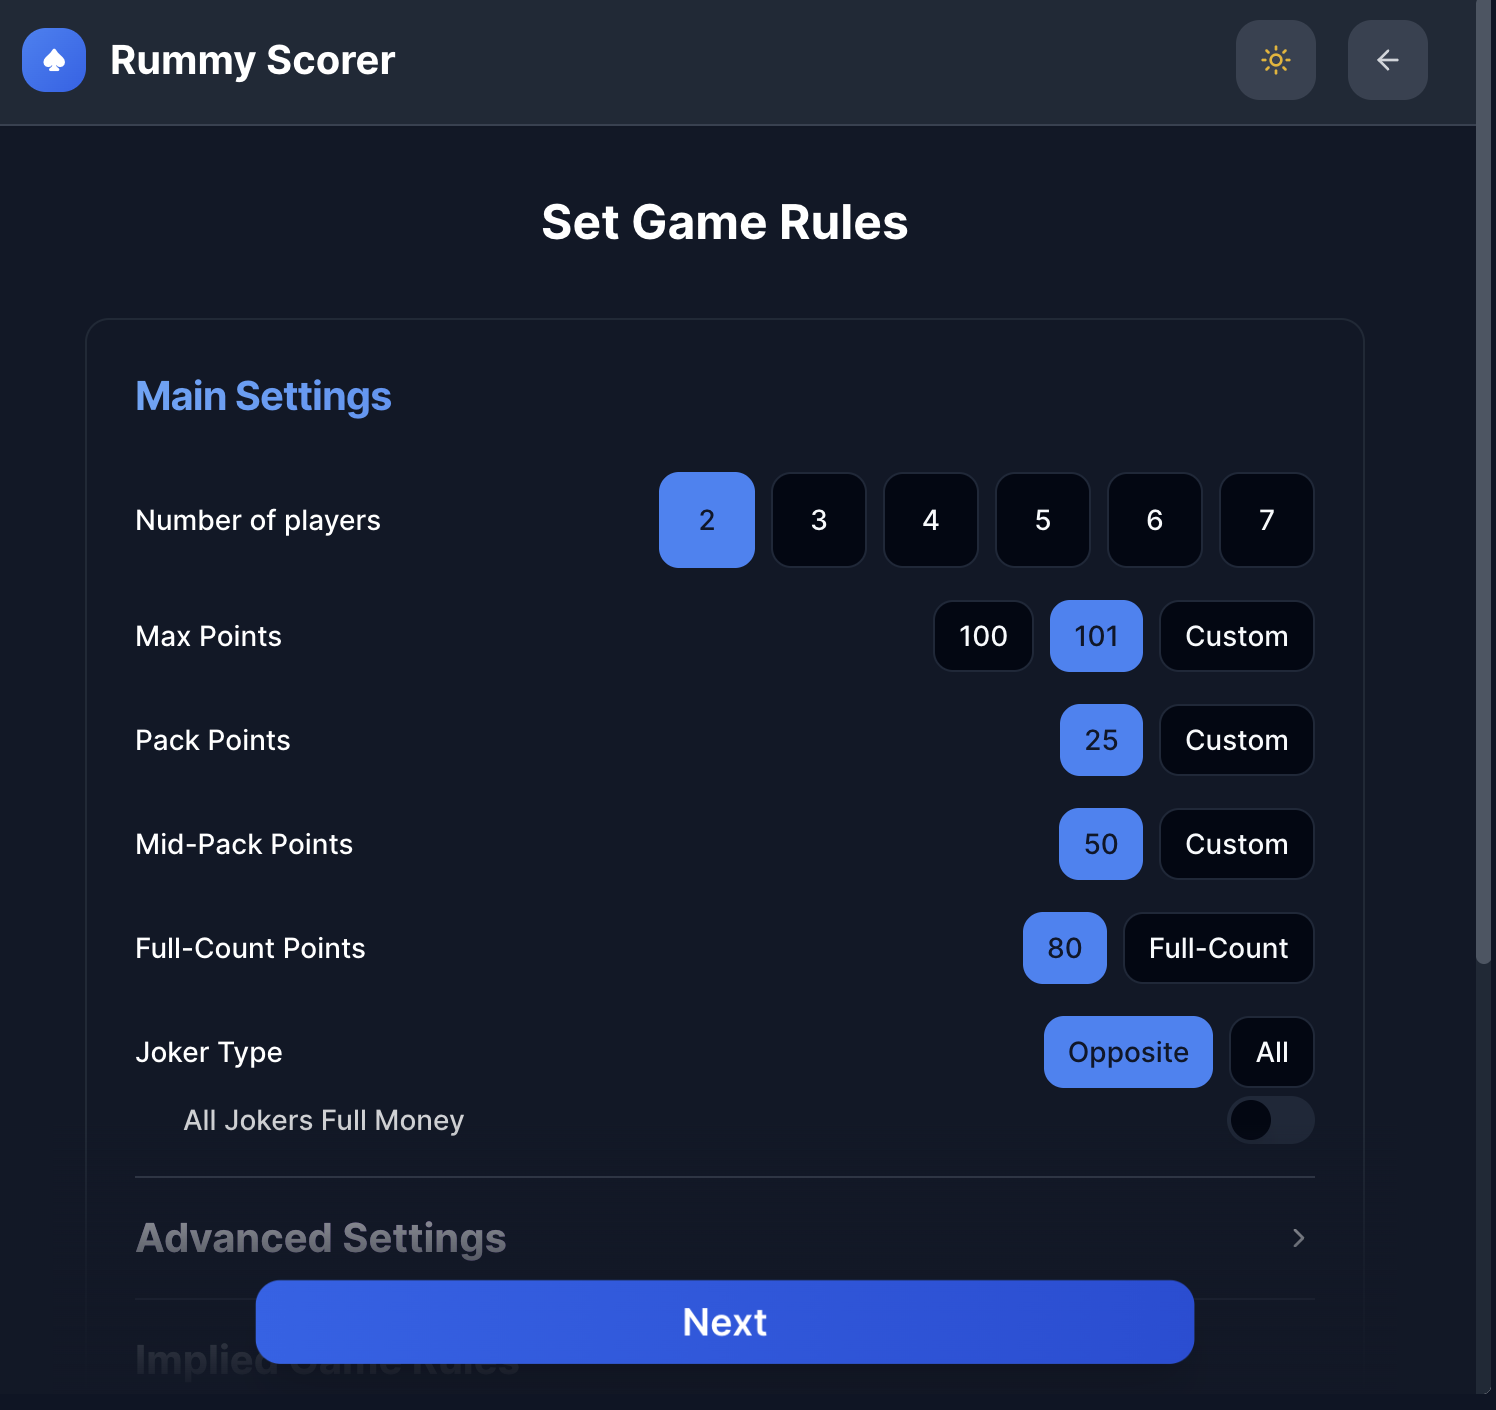 Rummy Scorer
Set Game Rules
Main Settings
Number of players 2 3 4 5 6 7
Max Points 100 101 Custom
Pack Points 25 Custom
Mid-Pack Points 50 Custom
Full-Count Points 80 Full-Count
Joker Type Opposite All
All Jokers Full Money
Advanced Settings
Next
Implied Game Rules